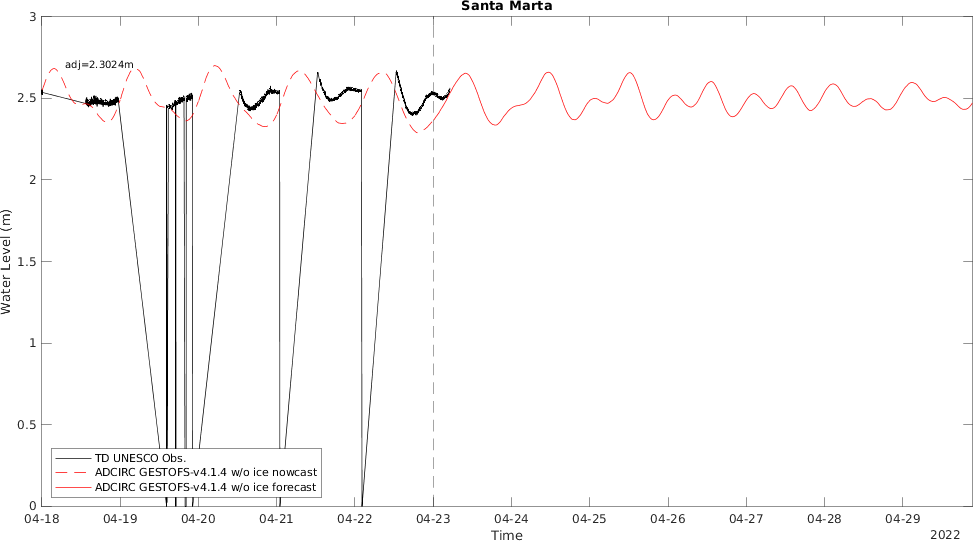 Santa Marta
adj=2.3024m
3
2.5
2
1.5
1
0.5
0
Water Level (m)
TD UNESCO Obs.
ADCIRC GESTOFS-v4.1.4 w/o ice nowcast
ADCIRC GESTOFS-v4.1.4 w/o ice forecast
04-18 04-19 04-20 04-21 04-22 04-23 04-24 04-25 04-26 04-27 04-28 04-29
Time
2022